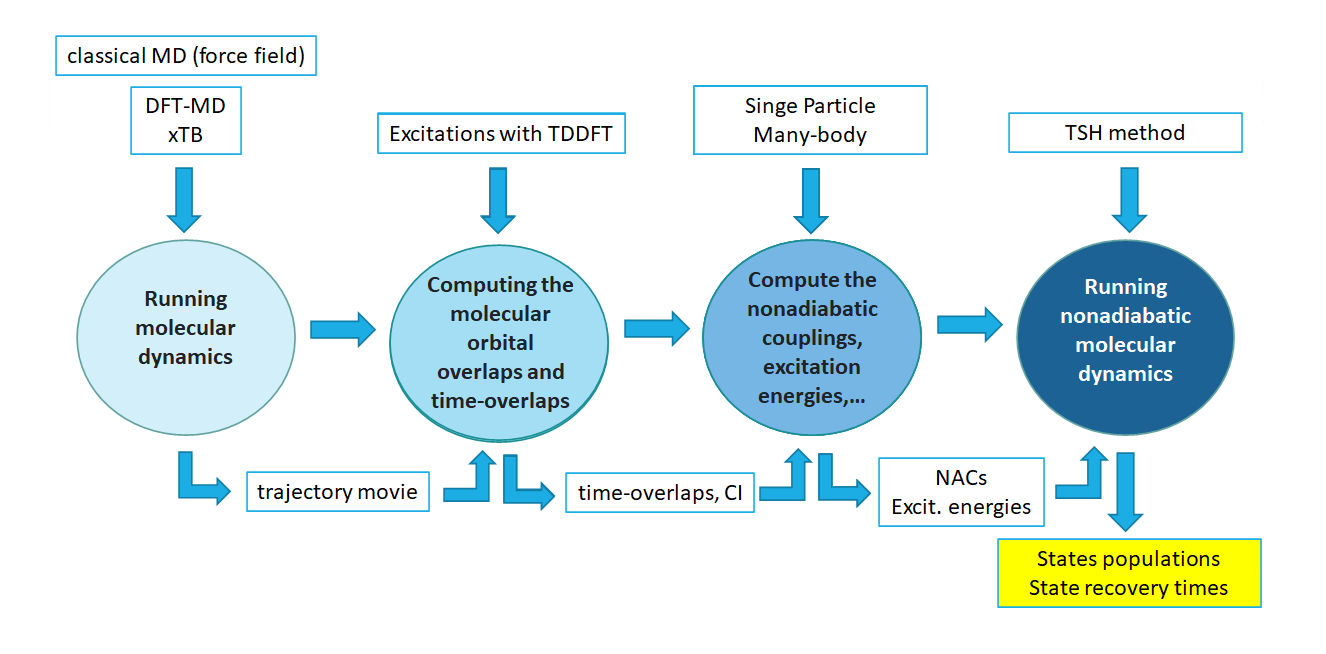 classical MD (force field)
DFT-MD
xTB
Excitations with TDDFT
Singe Particle
Many-body
TSH method
Running
molecular
dynamics
Computing the
molecular
orbital
overlaps and
time-overlaps
Compute the
nonadiabatic
couplings,
excitation
energies,...
Running
nonadiabatic
molecular
dynamics
trajectory movie
time-overlaps, CI
NACs
Excit. energies
States populations
State recovery times